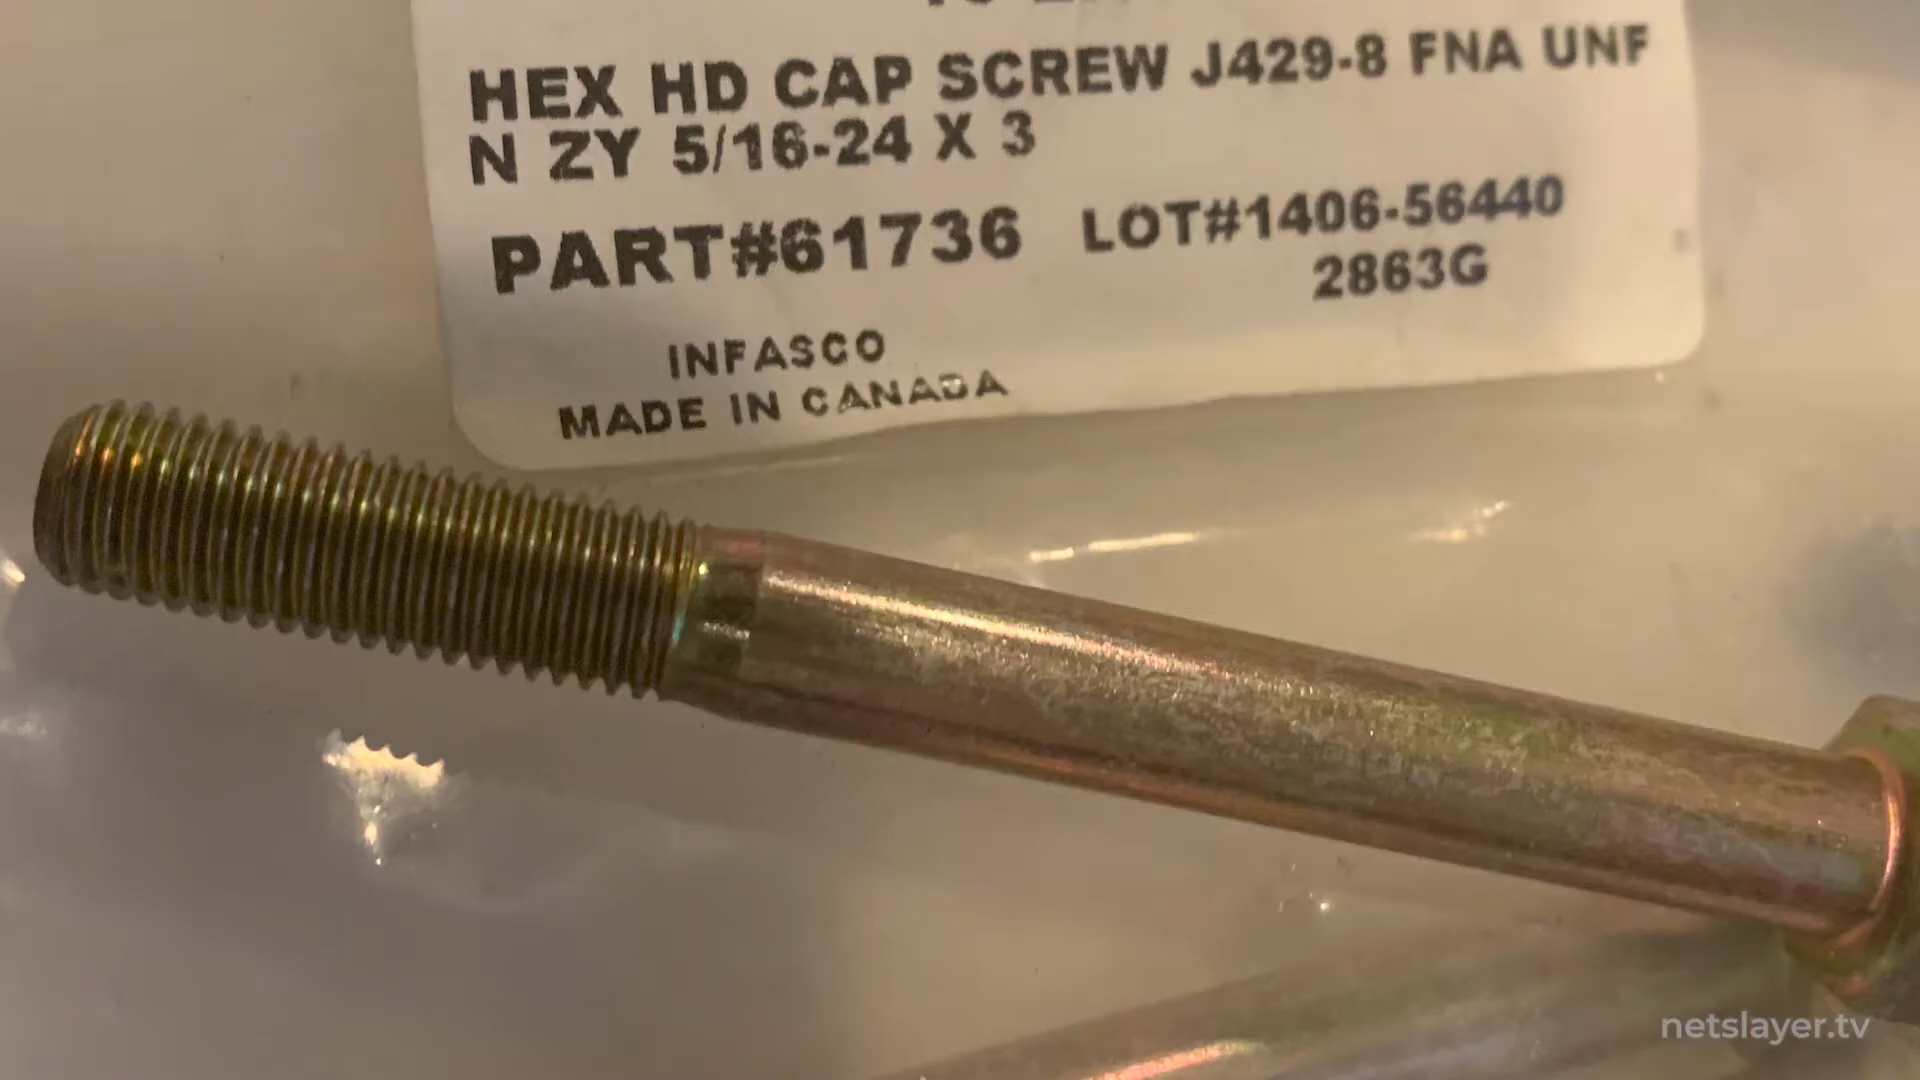 HEX HD CAP SCREW J429-8 FNA UNF
N ZY 5/16-24 X 3
PART#61736 LOT#1406-56440
2863G
INFASCO
MADE IN CANADA
netslayer.tv